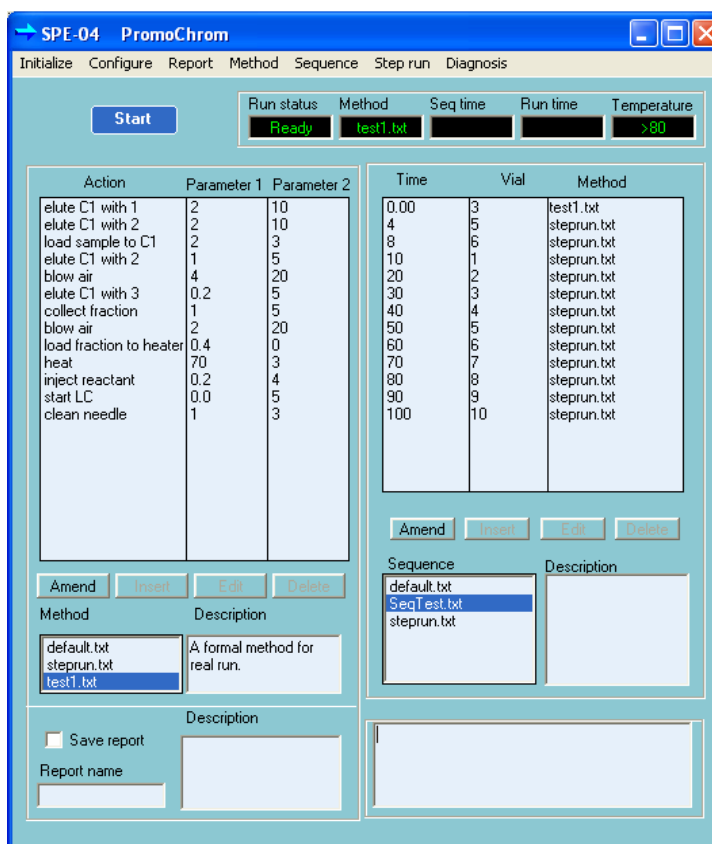 SPE-04 PromoChrom
Initialize Configure Report Method Sequence Step run Diagnosis
Start
Run status Method Seq time Run time Temperature
Ready test1.txt >80
Action Parameter 1 Parameter 2
elute C1 with 1 2 10
elute C1 with 2 2 10
load sample to C1 2 3
elute C1 with 2 1 5
blow air 4 20
elute C1 with 3 0.2 5
collect fraction 1 5
blow air 2 20
load fraction to heater 0.4 0
heat 70 3
inject reactant 0.2 4
start LC 0.0 5
clean needle 1 3
Amend Insert Edit Delete
Method Description
default.txt
steprun.txt
test1.txt
A formal method for
real run.
Description
Save report
Report name
Time Vial Method
0.00 3 test1.txt
4 5 steprun.txt
8 6 steprun.txt
10 1 steprun.txt
20 2 steprun.txt
30 3 steprun.txt
40 4 steprun.txt
50 5 steprun.txt
60 6 steprun.txt
70 7 steprun.txt
80 8 steprun.txt
90 9 steprun.txt
100 10 steprun.txt
Amend Insert Edit Delete
Sequence Description
default.txt
SeqTest.txt
steprun.txt